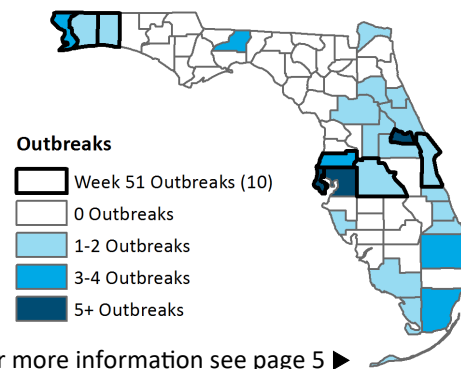 Outbreaks
Week 51 Outbreaks (10)
0 Outbreaks
1-2 Outbreaks
3-4 Outbreaks
5+ Outbreaks
r more information see page 5 ▶